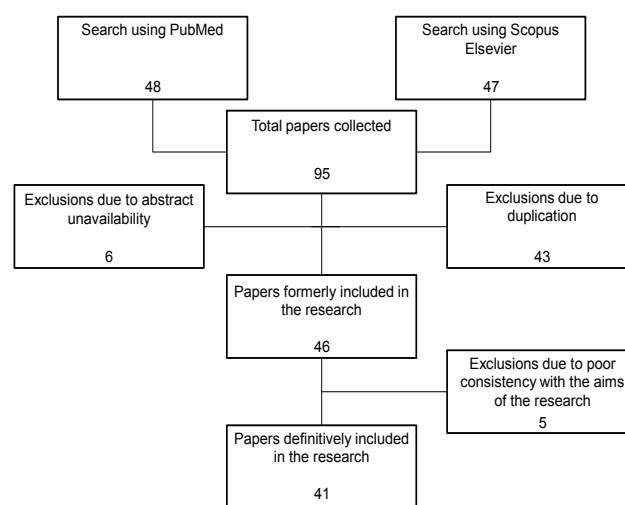 Search using PubMed
48
Search using Scopus
Elsevier
47
Total papers collected
95
Exclusions due to abstract
unavailability
6
Exclusions due to
duplication
43
Papers formerly included in
the research
46
Exclusions due to poor
consistency with the aims
of the research
5
Papers definitively included
in the research
41